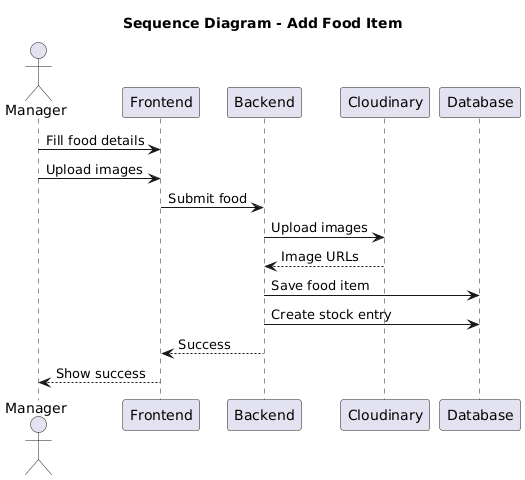 Sequence Diagram - Add Food Item
Manager
Frontend
Backend
Cloudinary
Database
Fill food details
Upload images
Submit food
Upload images
Image URLs
Save food item
Create stock entry
Success
Show success
Manager
Frontend
Backend
Cloudinary
Database